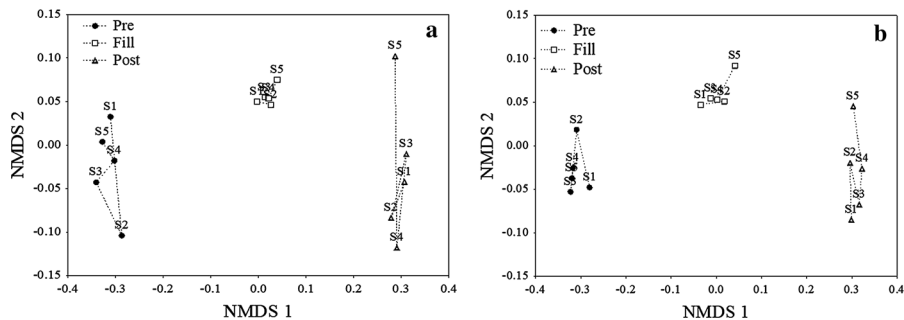 a
Pre
Fill
Post
0.15
0.10
0.05
0.00
-0.05
-0.10
-0.15
NMDS 2
S1
S5
S4
S3
S2
S5
S1
S2
S5
S3
S1
S2
S4
-0.4
-0.3
-0.2
-0.1
0.0
0.1
0.2
0.3
0.4
NMDS 1
b
Pre
Fill
Post
0.15
0.10
0.05
0.00
-0.05
-0.10
-0.15
NMDS 2
S2
S4
S1
S5
S1
S4
S2
S5
S2
S4
S3
S1
-0.4
-0.3
-0.2
-0.1
0.0
0.1
0.2
0.3
0.4
NMDS 1